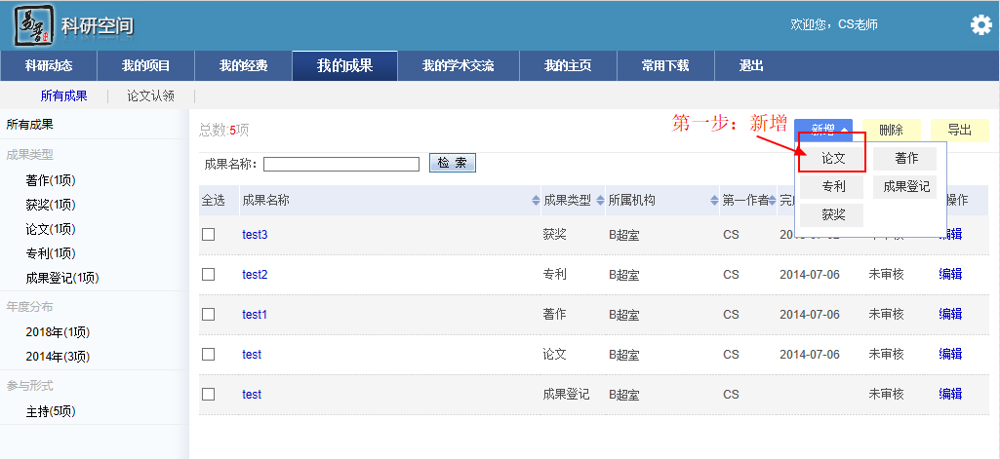 易普 科研空间
欢迎您，CS老师
科研动态 我的项目 我的经费 我的成果 我的学术交流 我的主页 常用下载 退出
所有成果 论文认领
所有成果
成果类型
著作(1项)
获奖(1项)
论文(1项)
专利(1项)
成果登记(1项)
年度分布
2018年(1项)
2014年(3项)
参与形式
主持(5项)
总数:5项
第一步：新增
新增 删除 导出
论文 著作
专利 成果登记
获奖
成果名称： 检 索
全选 成果名称 成果类型 所属机构 第一作者 操作
test3 获奖 B超室 CS 编辑
test2 专利 B超室 CS 2014-07-06 未审核 编辑
test1 著作 B超室 CS 2014-07-06 未审核 编辑
test 论文 B超室 CS 2014-07-06 未审核 编辑
test 成果登记 B超室 CS 未审核 编辑